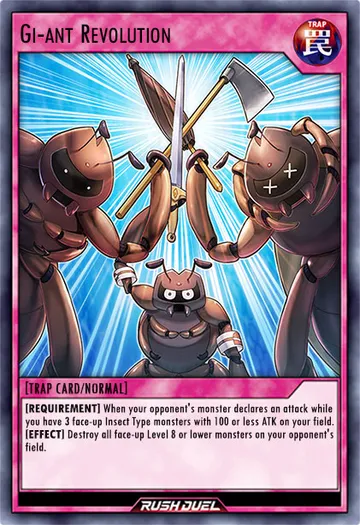 Gi-ant Revolution
TRAP
罠
[TRAP CARD/NORMAL]
[REQUIREMENT] When your opponent's monster declares an attack while
you have 3 face-up Insect Type monsters with 100 or less ATK on your field.
[EFFECT] Destroy all face-up Level 8 or lower monsters on your opponent's
field.
RUSH DUEL